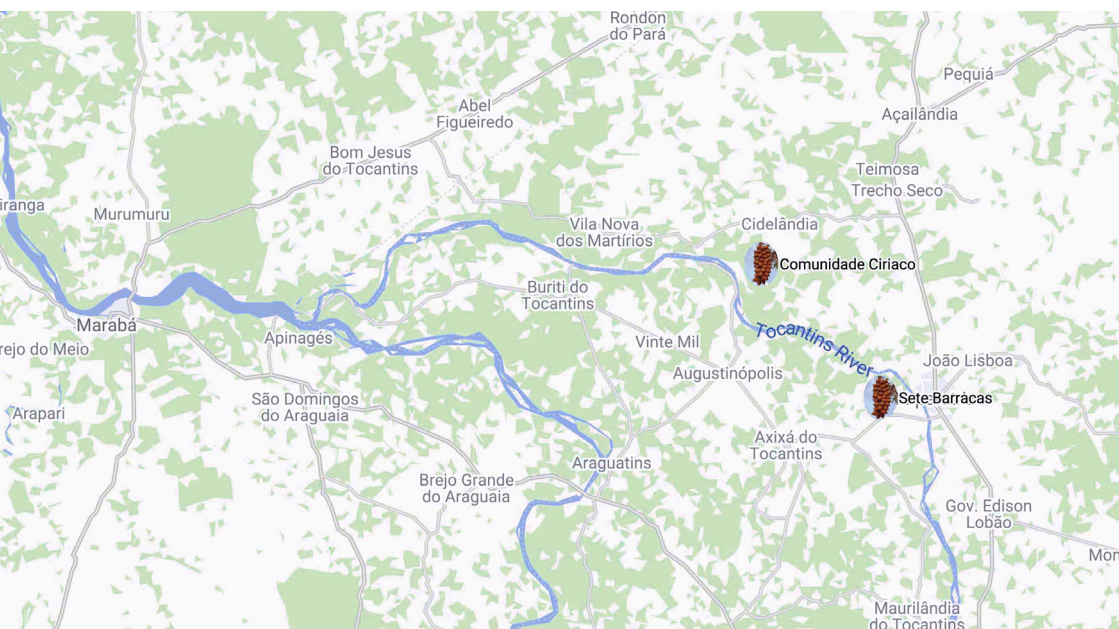 Rondon
do Pará
Pequiá
Abel
Figueiredo
Açailândia
Bom Jesus
do Tocantins
Teimosa
Trecho Seco
iranga
Murumuru
Vila Nova
dos Martírios
Cidelândia
Comunidade Ciriaco
Buriti do
Tocantins
Marabá
Apinagés
Tocantins River
Vinte Mil
rejo do Meio
João Lisboa
Augustinópolis
Sete Barracas
São Domingos
do Araguaia
Arapari
Axixá do
Tocantins
Araguatins
Brejo Grande
do Araguaia
Gov. Edison
Lobão
Mon
Maurilândia
do Tocantins